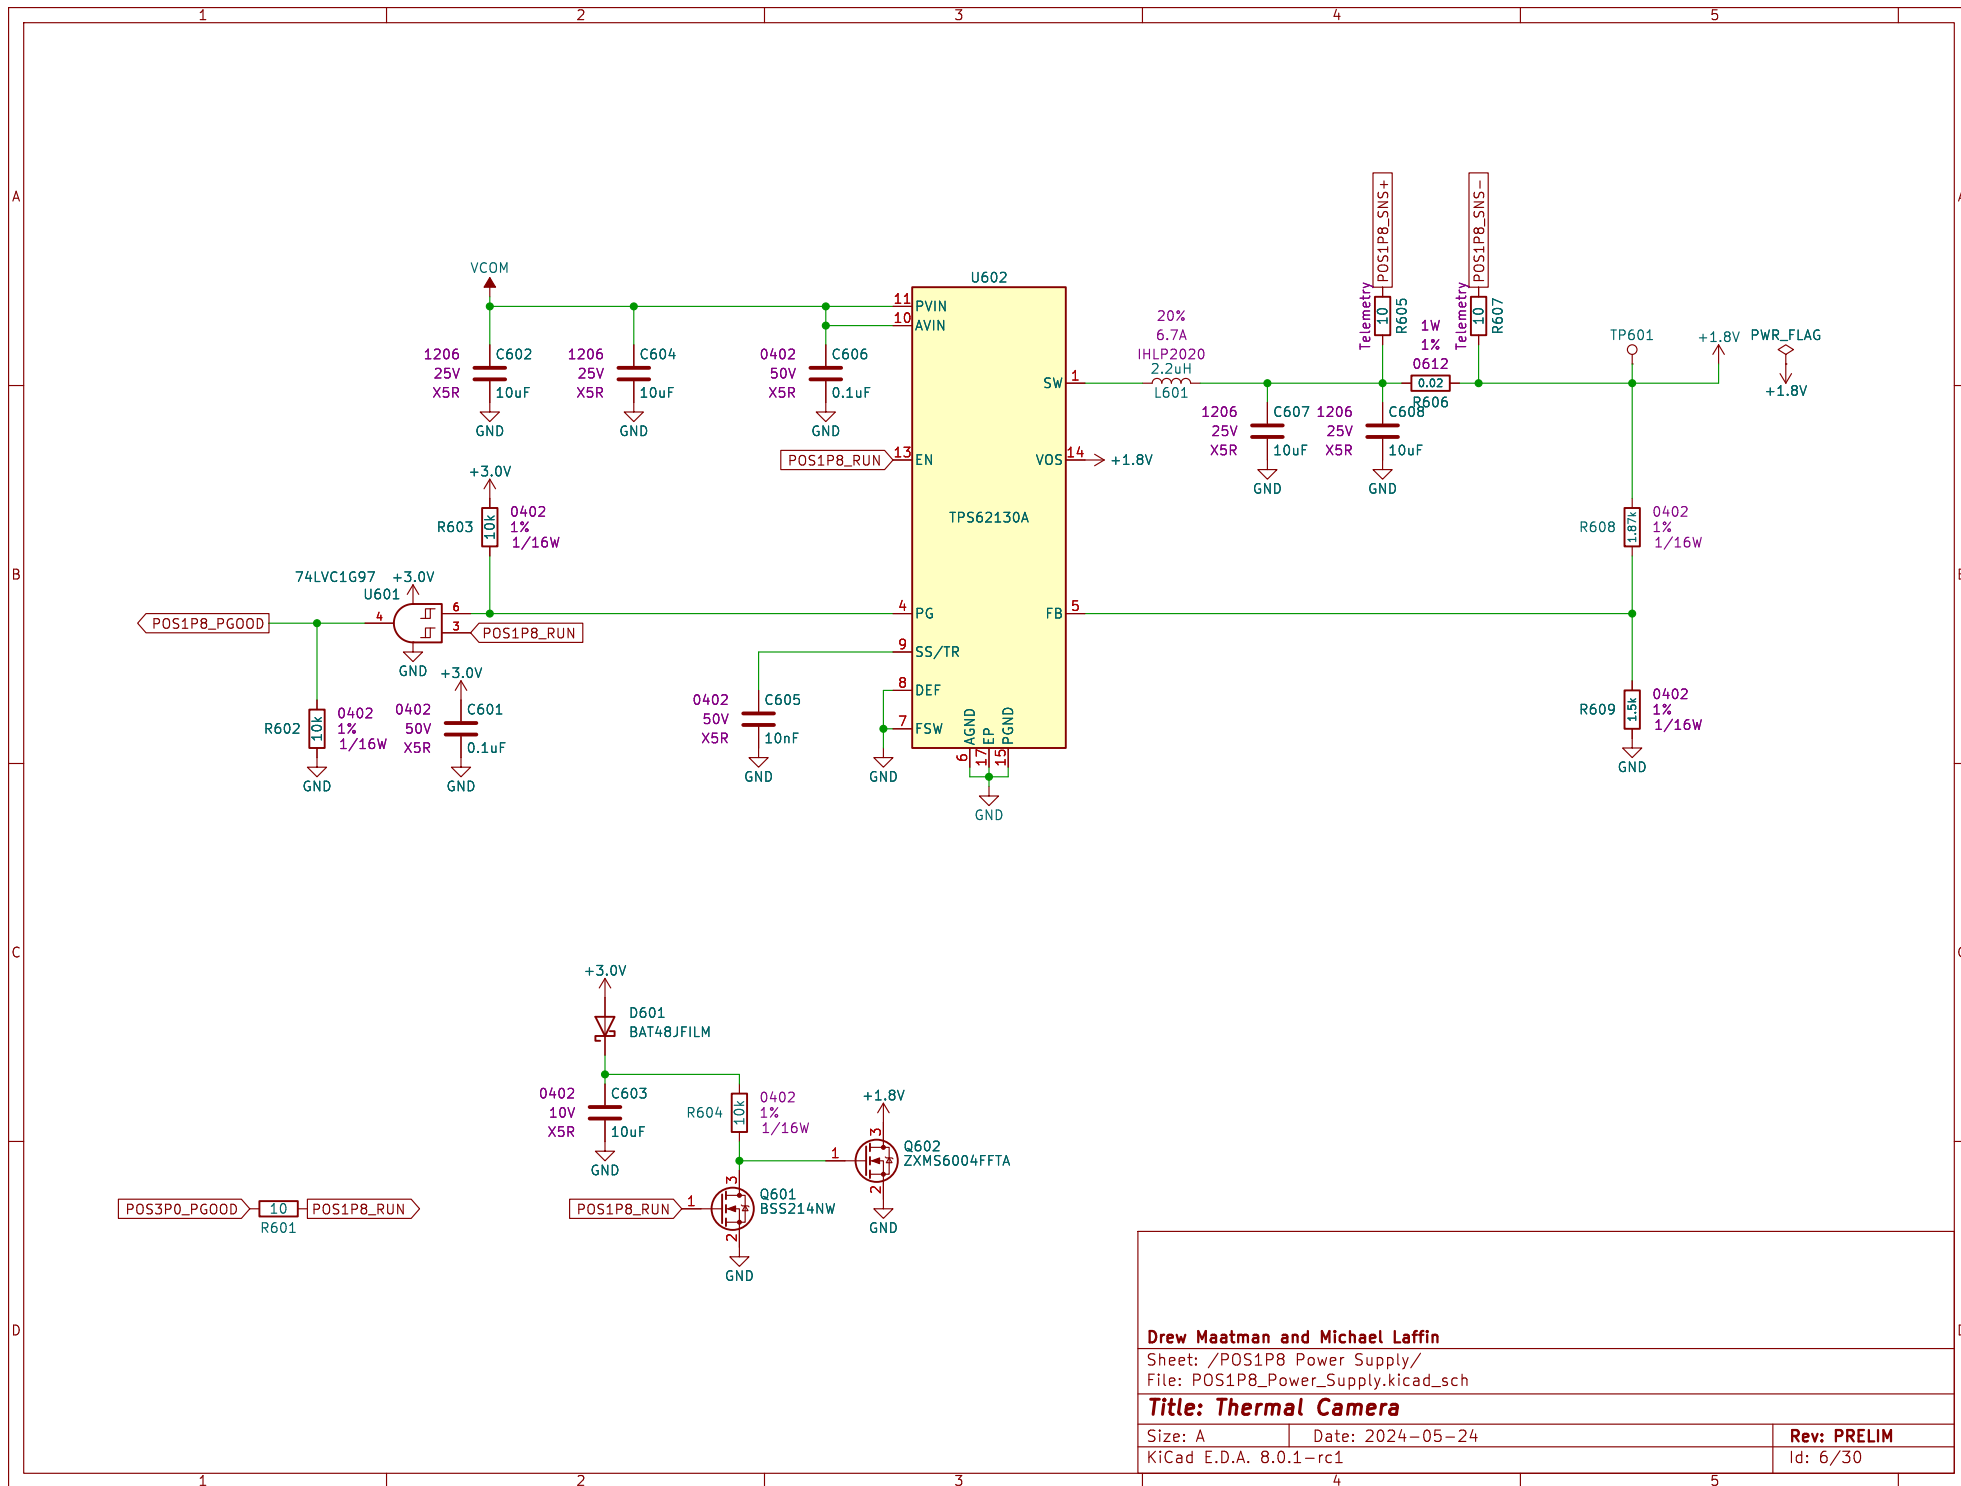 1 2 3 4 5
A
B
C
D
VCOM
1206
25V
X5R
C602
10uF
GND
1206
25V
X5R
C604
10uF
GND
0402
50V
X5R
C606
0.1uF
GND
U602
11 PVIN
10 AVIN
13 EN
4 PG
9 SS/TR
8 DEF
7 FSW
SW 1
VOS 14
FB 5
TPS62130A
6 AGND
17 EP
15 PGND
GND
POS1P8_RUN
+1.8V
20%
6.7A
IHLP2020
2.2uH
L601
POS1P8_SNS+
Telemetry
10
R605
POS1P8_SNS-
Telemetry
10
R607
1W
1%
0612
0.02
R606
1206
25V
X5R
C607
10uF
GND
1206
25V
X5R
C608
10uF
GND
TP601
+1.8V
PWR_FLAG
+1.8V
R608
1.87k
0402
1%
1/16W
R609
1.5k
0402
1%
1/16W
GND
+3.0V
R603
10k
0402
1%
1/16W
74LVC1G97
U601
+3.0V
6
3
4
GND
POS1P8_PGOOD
POS1P8_RUN
R602
10k
0402
1%
1/16W
GND
+3.0V
0402
50V
X5R
C601
0.1uF
GND
0402
50V
X5R
C605
10nF
GND
GND
+3.0V
D601
BAT48JFILM
0402
10V
X5R
C603
10uF
GND
R604
10k
0402
1%
1/16W
+1.8V
1
3
2
Q602
ZXMS6004FFTA
GND
POS3P0_PGOOD
10
R601
POS1P8_RUN
POS1P8_RUN
1
3
2
Q601
BSS214NW
GND
Drew Maatman and Michael Laffin
Sheet: /POS1P8 Power Supply/
File: POS1P8_Power_Supply.kicad_sch
Title: Thermal Camera
Size: A
Date: 2024-05-24
Rev: PRELIM
KiCad E.D.A. 8.0.1-rc1
Id: 6/30
1 2 3 4 5